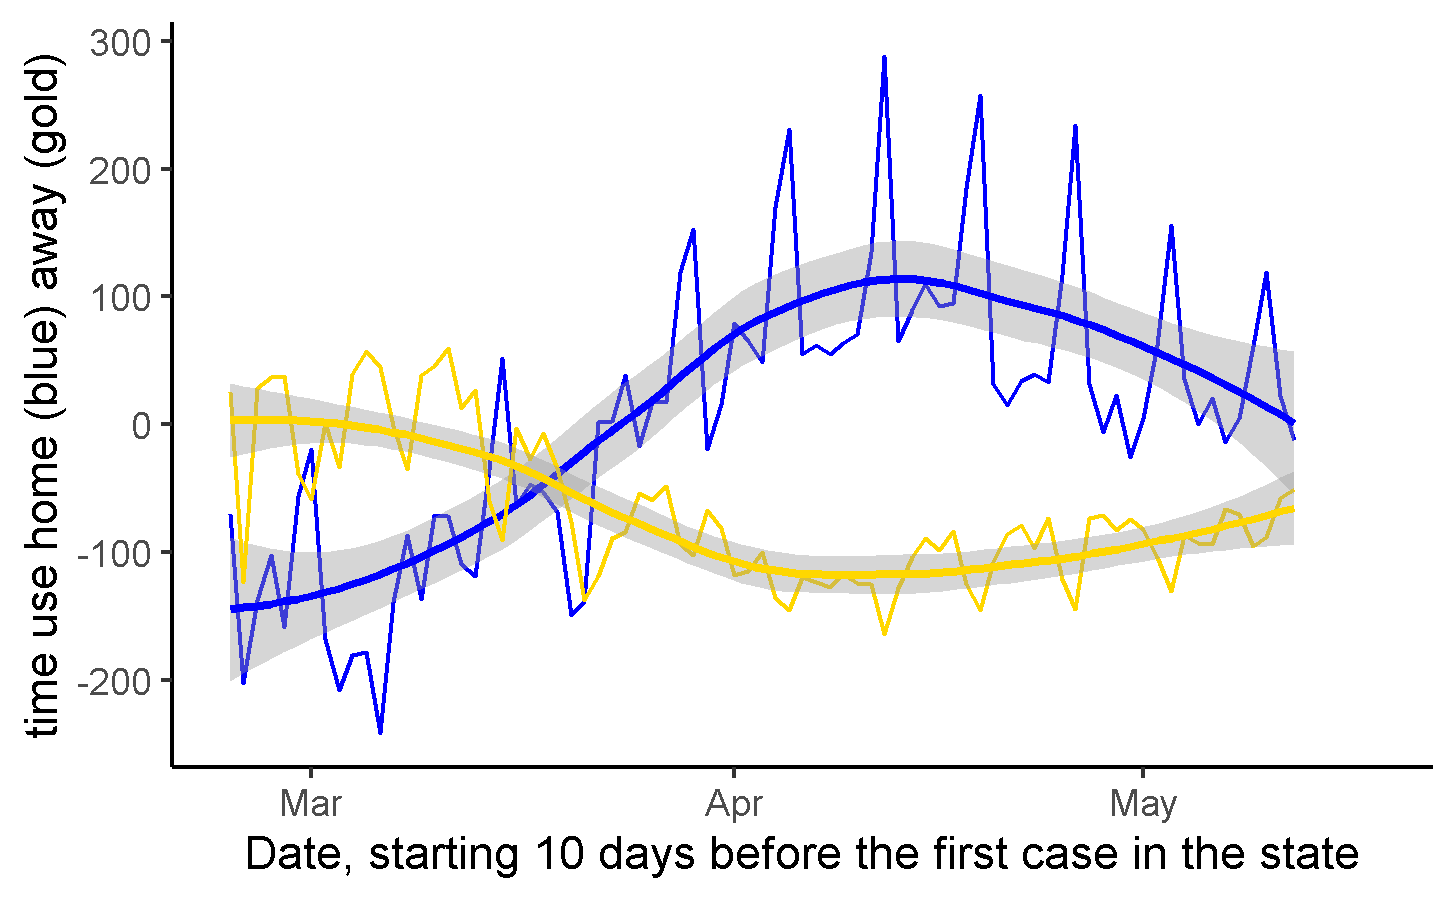 time use home (blue) away (gold)
300
200
100
0
-100
-200
Mar
Apr
May
Date, starting 10 days before the first case in the state